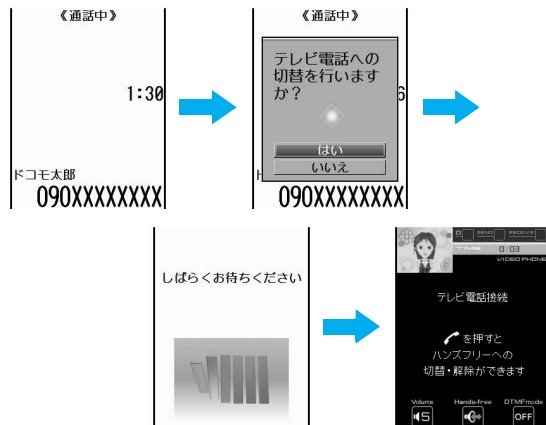 《通話中》
1:30
ドコモ太郎
090XXXXXXXX
《通話中》
テレビ電話への
切替を行います
か？
6
はい
いいえ
090XXXXXXXX
しばらくお待ちください
SEND RECEIVE
TIME 0:03
VIDEO PHONE
テレビ電話接続
を押すと
ハンズフリーへの
切替・解除ができます
Volume Hands-free DTMFmode
5 OFF